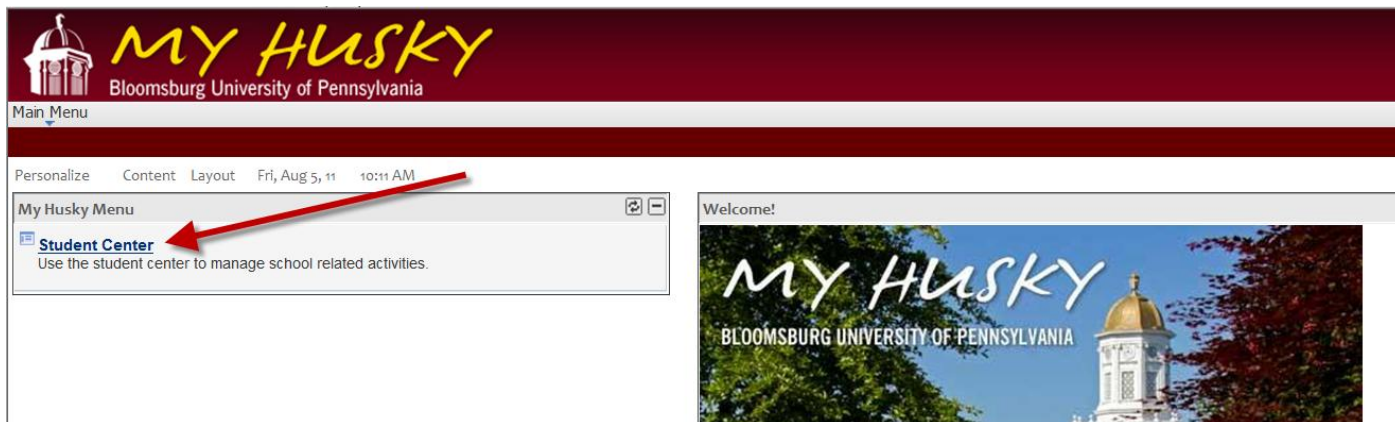 MY HUSKY
Bloomsburg University of Pennsylvania
Main Menu
Personalize Content Layout Fri, Aug 5, 11 10:11 AM
My Husky Menu
Student Center
Use the student center to manage school related activities.
Welcome!
MY HUSKY
BLOOMSBURG UNIVERSITY OF PENNSYLVANIA